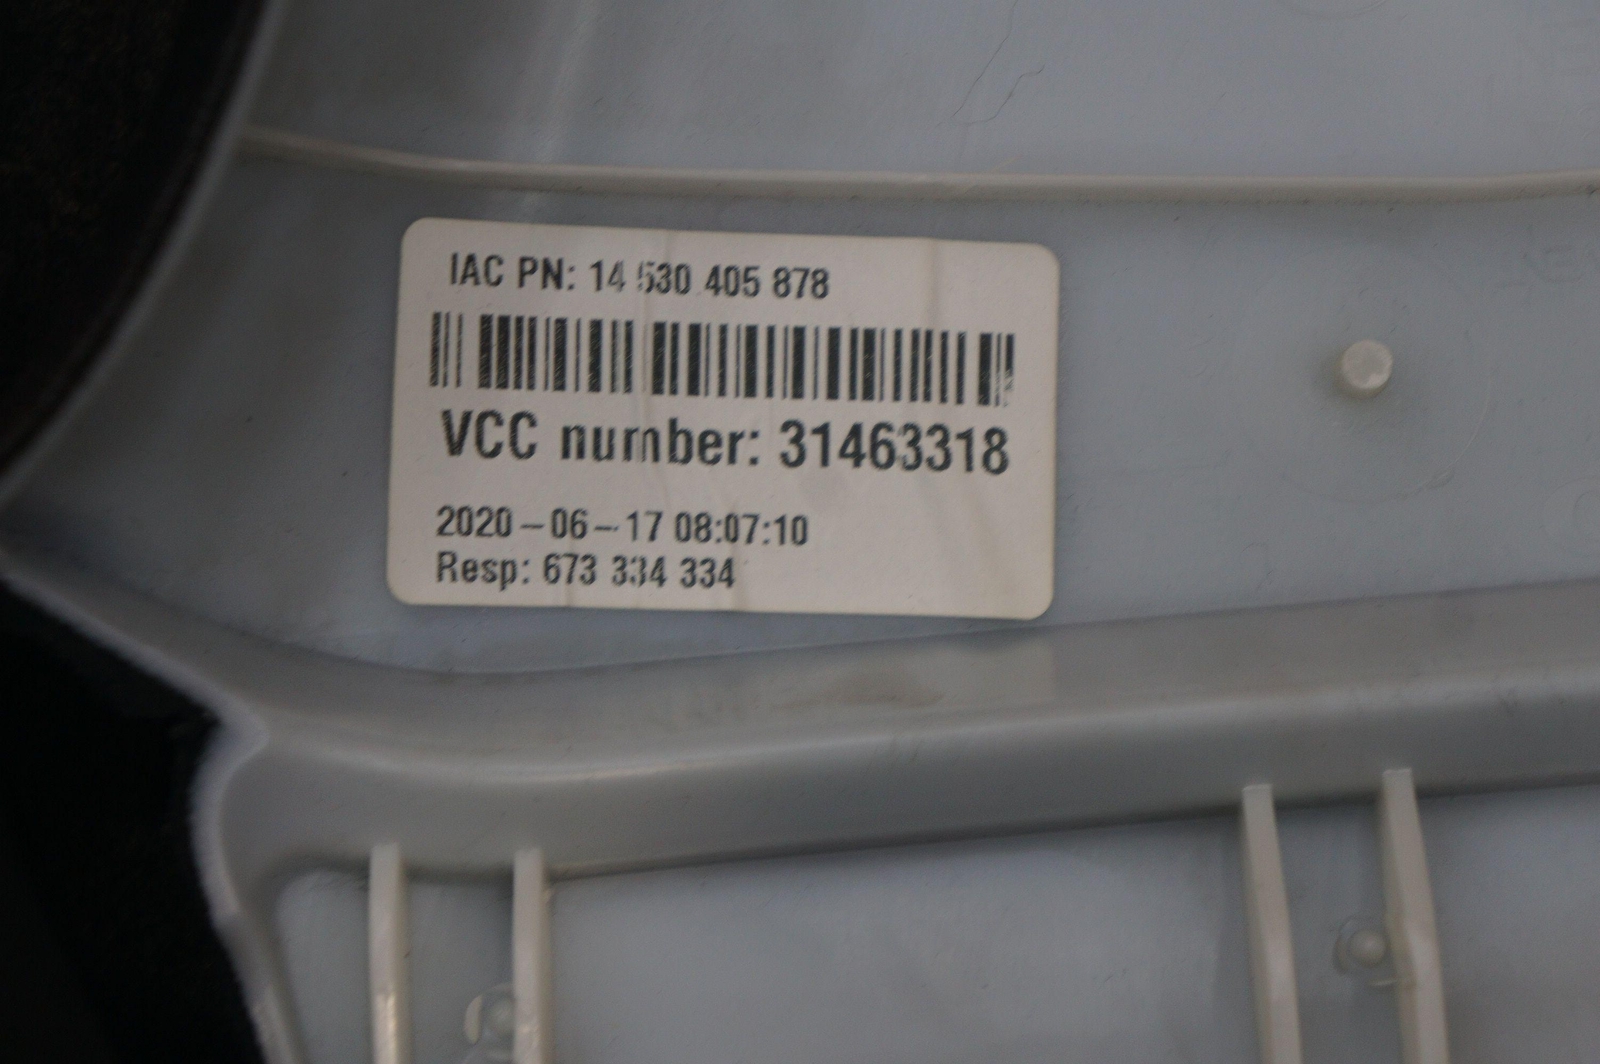 IAC PN: 14 530 405 878
VCC number: 31463318
2020-06-17 08:07:10
Resp: 673 334 334